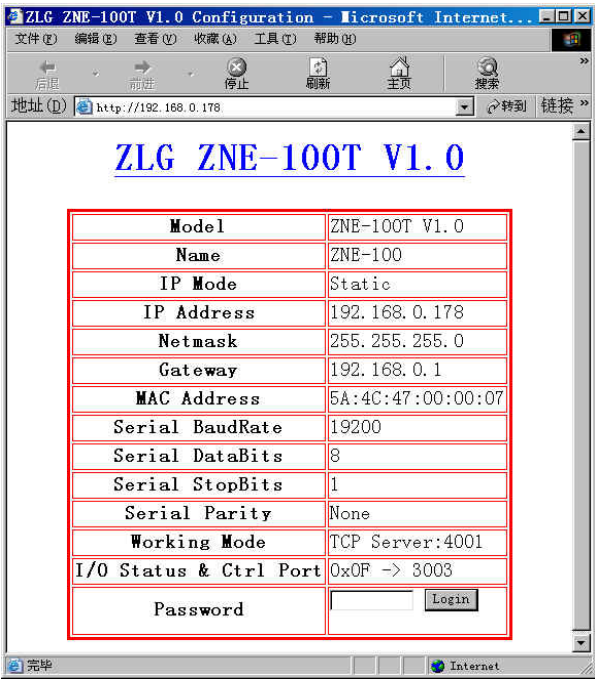 ZLG ZNE-100T V1.0 Configuration - Microsoft Internet...
文件(F) 编辑(E) 查看(V) 收藏(A) 工具(T) 帮助(H)
后退 前进 停止 刷新 主页 搜索 »
地址(D) http://192.168.0.178 转到 链接 »
ZLG ZNE-100T V1.0
Model ZNE-100T V1.0
Name ZNE-100
IP Mode Static
IP Address 192.168.0.178
Netmask 255.255.255.0
Gateway 192.168.0.1
MAC Address 5A:4C:47:00:00:07
Serial BaudRate 19200
Serial DataBits 8
Serial StopBits 1
Serial Parity None
Working Mode TCP Server:4001
I/O Status & Ctrl Port 0x0F -> 3003
Password Login
完毕 Internet